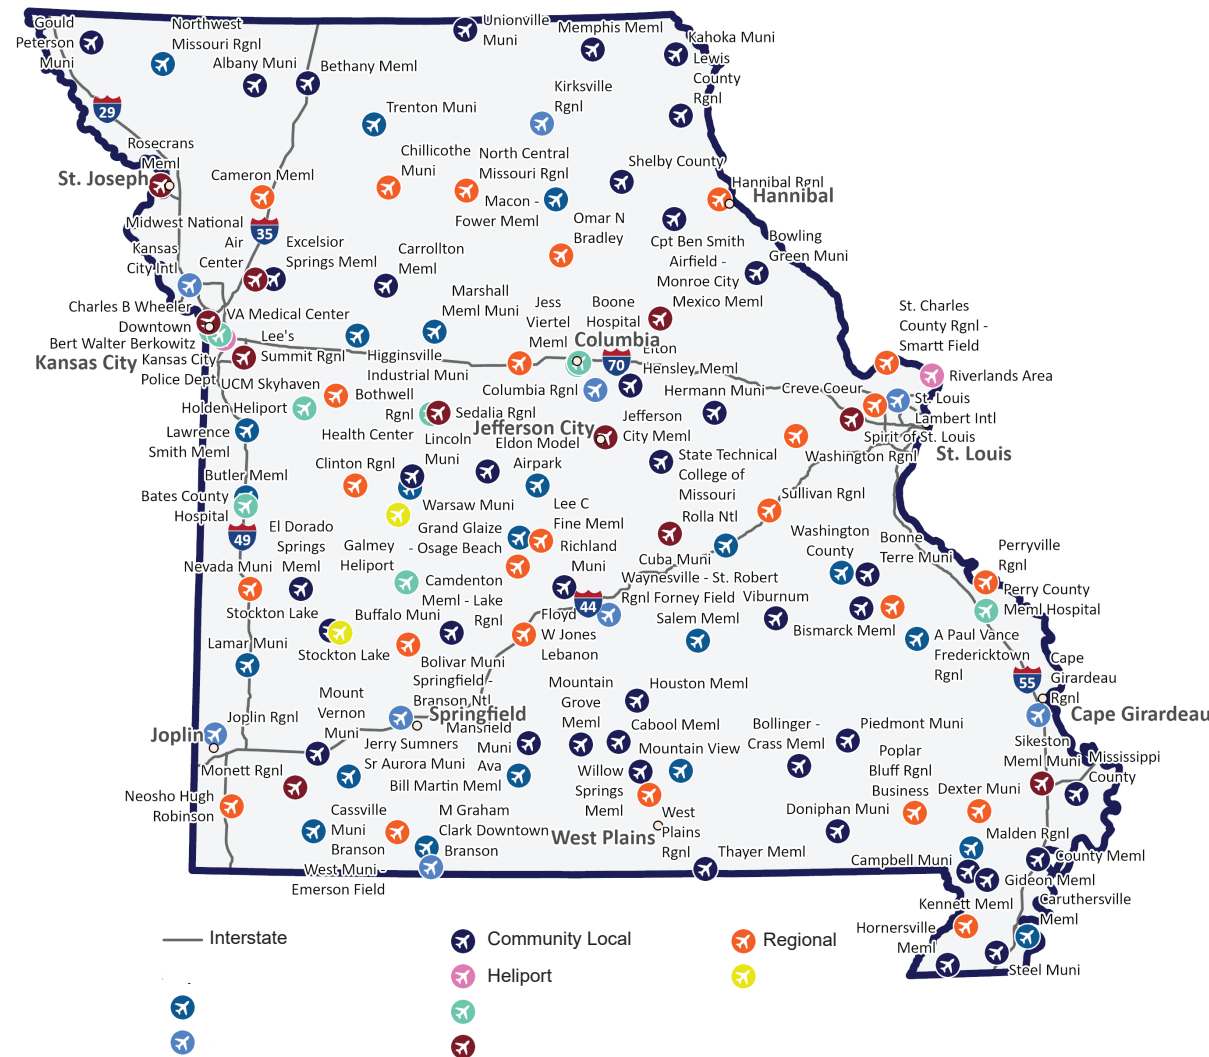 Gould
Peterson
Muni
Northwest
Missouri Rgnl
Albany Muni
Bethany Meml
Unionville
Muni
Memphis Meml
Kahoka Muni
Lewis
County
Rgnl
29
Trenton Muni
Kirksville
Rgnl
Rosecrans
Meml
St. Joseph
Cameron Meml
Chillicothe
Muni
North Central
Missouri Rgnl
Shelby County
Hannibal Rgnl
Hannibal
Macon -
Fower Meml
Omar N
Bradley
Midwest National
Air
Center
35
Excelsior
Springs Meml
Carrollton
Meml
Cpt Ben Smith
Airfield -
Monroe City
Bowling
Green Muni
Kansas
City Intl
Mexico Meml
Charles B Wheeler
Downtown
VA Medical Center
Marshall
Meml Muni
Jess
Viertel
Meml
Boone
Hospital
St. Charles
County Rgnl -
Smartt Field
Bert Walter Berkowitz
Lee's
Summit Rgnl
Kansas City
Kansas City
Police Dept
Higginsville
Industrial Muni
Columbia
70
Elton
Hensley Meml
Riverlands Area
UCM Skyhaven
Bothwell
Rgnl
Health Center
Columbia Rgnl
Hermann Muni
Creve Coeur
St. Louis
Lambert Intl
Holden Heliport
Sedalia Rgnl
Jefferson City
Jefferson
City Meml
Spirit of St. Louis
St. Louis
Lawrence
Smith Meml
Lincoln
Muni
Eldon Model
Airpark
State Technical
College of
Missouri
Washington Rgnl
Butler Meml
Clinton Rgnl
Bates County
Hospital
Warsaw Muni
Lee C
Fine Meml
Rolla Ntl
Sullivan Rgnl
49
El Dorado
Springs
Meml
Galmey
Heliport
Grand Glaize
- Osage Beach
Richland
Muni
Cuba Muni
Washington
County
Bonne
Terre Muni
Perryville
Rgnl
Nevada Muni
Camdenton
Meml - Lake
Rgnl
44
Waynesville - St. Robert
Rgnl Forney Field
Viburnum
Perry County
Meml Hospital
Stockton Lake
Buffalo Muni
Floyd
W Jones
Lebanon
Salem Meml
Bismarck Meml
A Paul Vance
Fredericktown
Rgnl
Lamar Muni
Stockton Lake
Bolivar Muni
55
Cape
Girardeau
Rgnl
Cape Girardeau
Springfield -
Branson Ntl
Springfield
Mount
Vernon
Muni
Mountain
Grove
Meml
Houston Meml
Joplin Rgnl
Joplin
Mansfield
Muni
Cabool Meml
Bollinger -
Crass Meml
Piedmont Muni
Sikeston
Meml Muni
Mississippi
County
Jerry Sumners
Sr Aurora Muni
Ava
Bill Martin Meml
Mountain View
Monett Rgnl
Willow
Springs
Meml
Poplar
Bluff Rgnl
Business
Dexter Muni
Neosho Hugh
Robinson
Cassville
Muni
M Graham
Clark Downtown
Branson
West Plains
West
Plains
Rgnl
Doniphan Muni
Malden Rgnl
Branson
West Muni -
Emerson Field
Thayer Meml
Campbell Muni
County Meml
Gideon Meml
Kennett Meml
Caruthersville
Meml
Hornersville
Meml
Steel Muni
Interstate
Community Local
Regional
Heliport